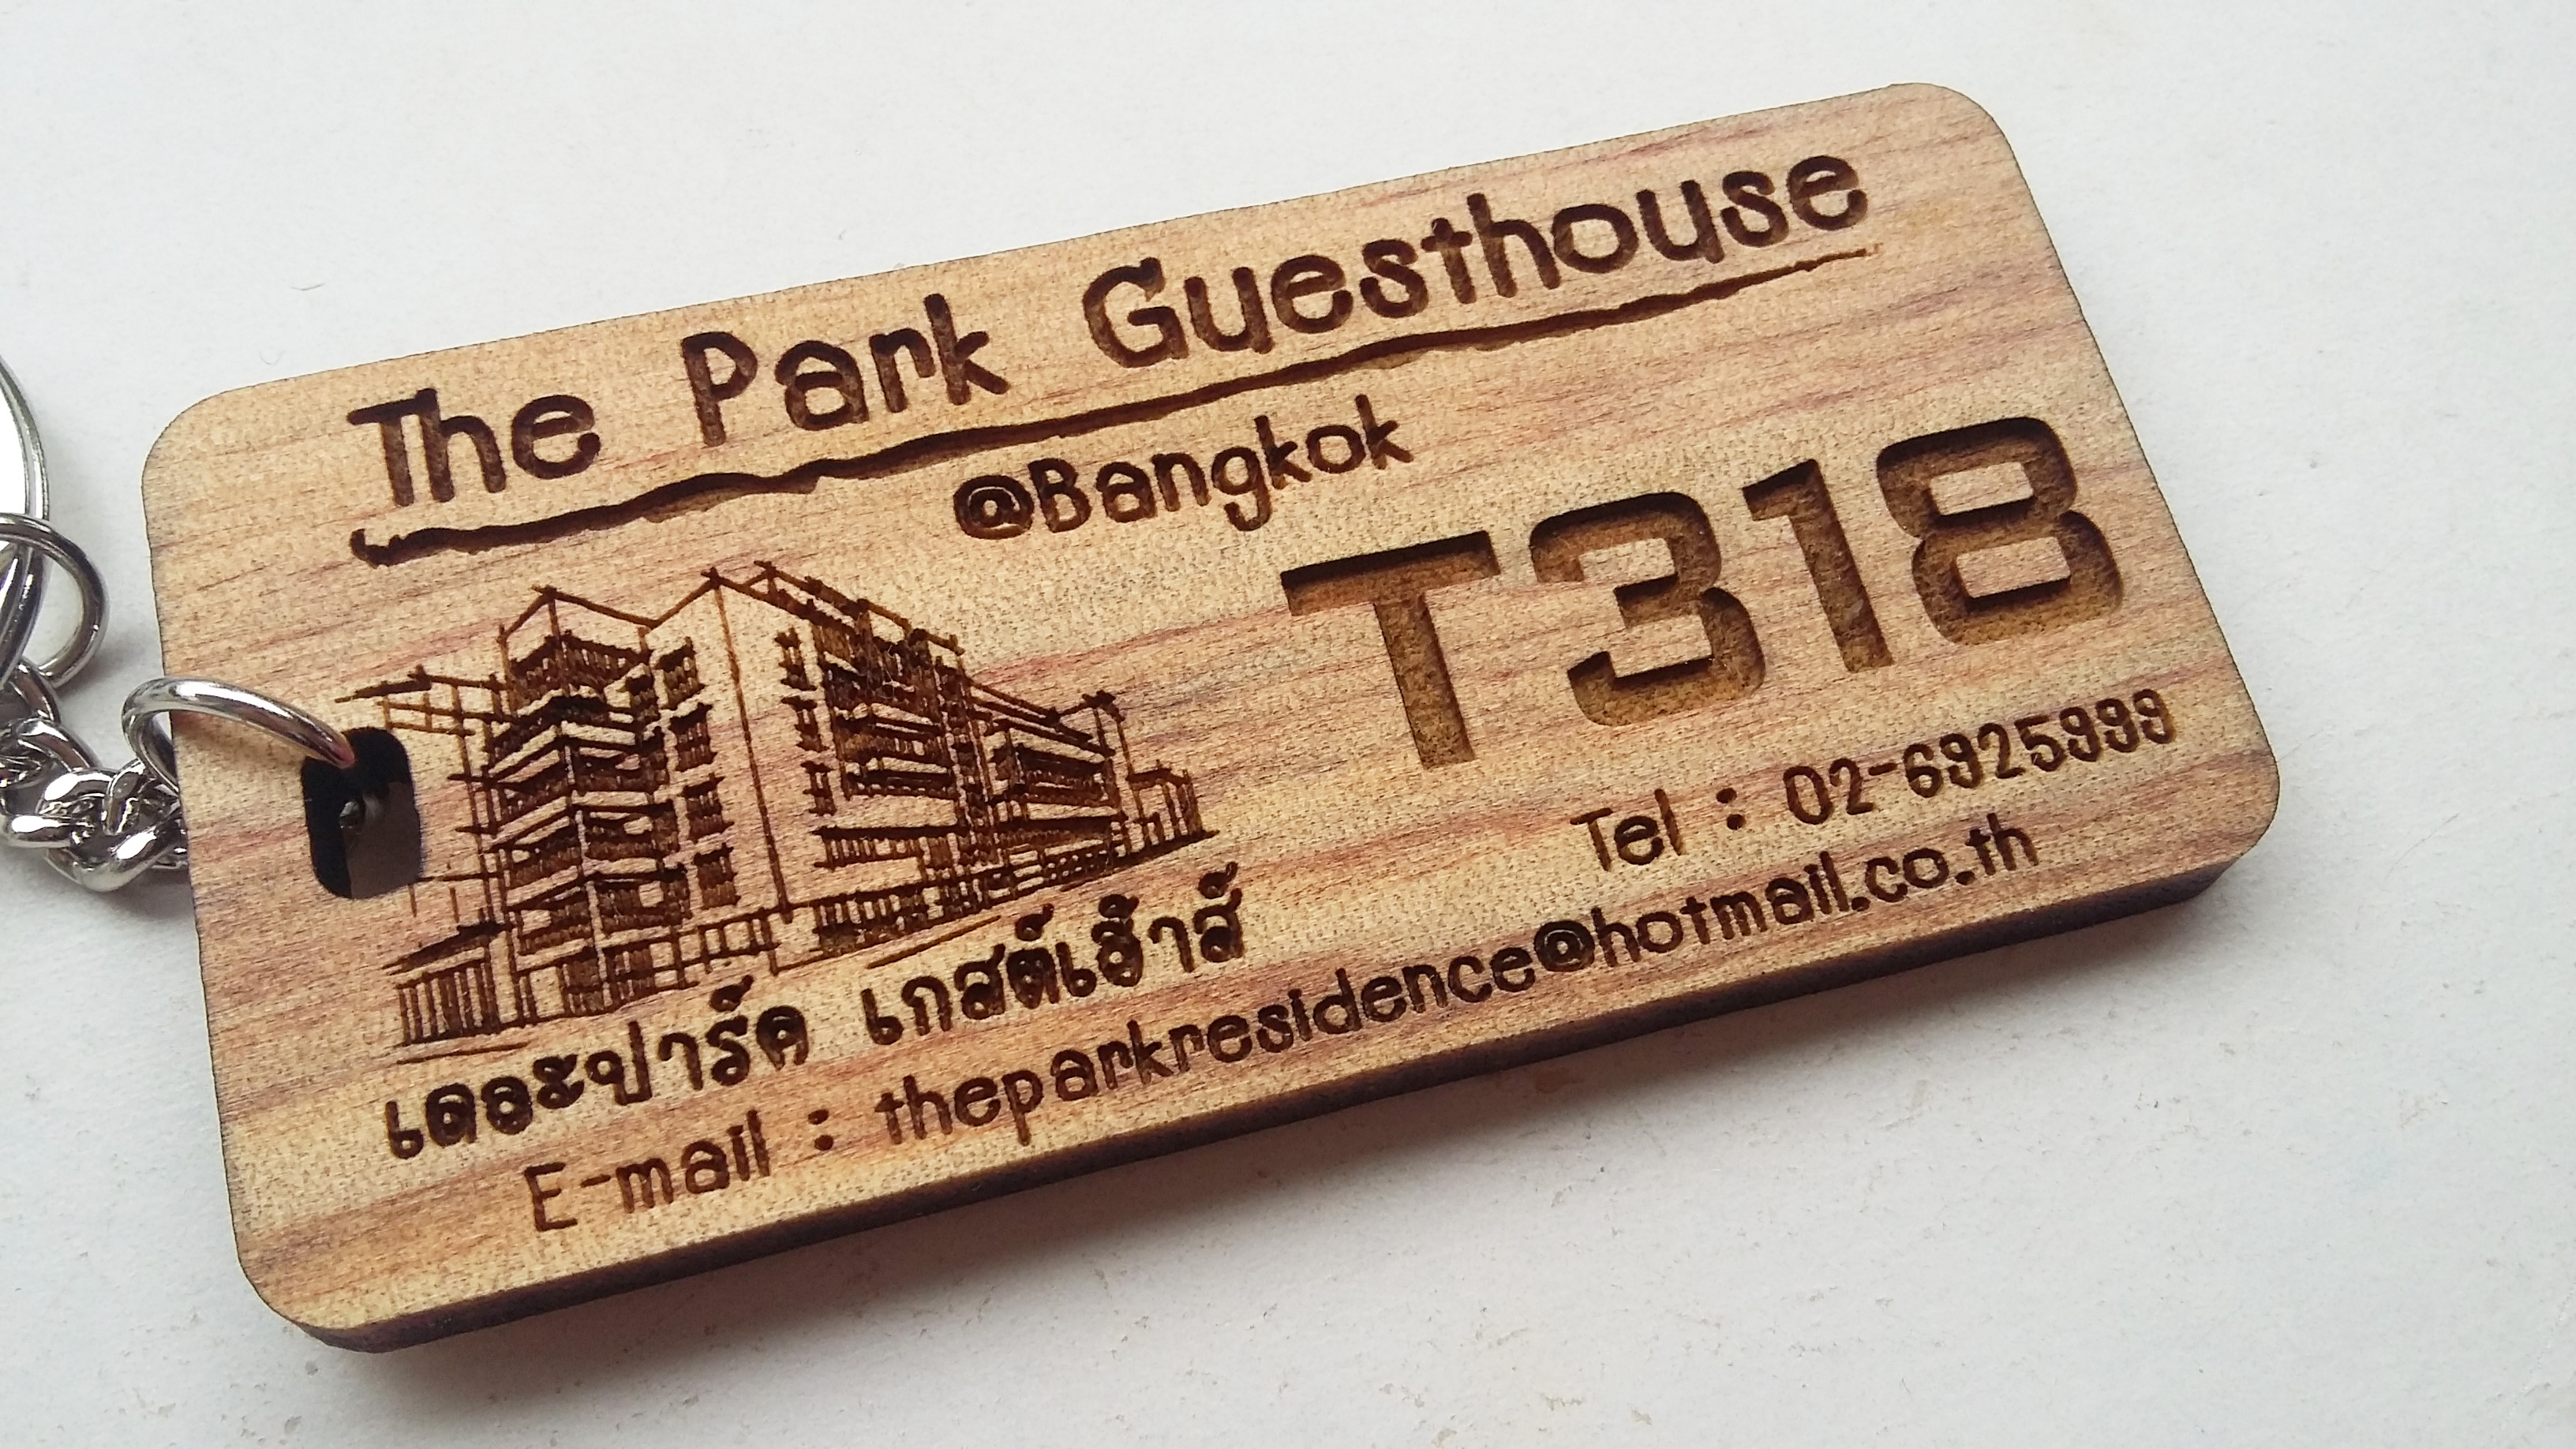 The Park Guesthouse
@Bangkok
T318
Tel : 02-6925999
เดอะปาร์ค เกสต์เฮ้าส์
E-mail : theparkresidence@hotmail.co.th